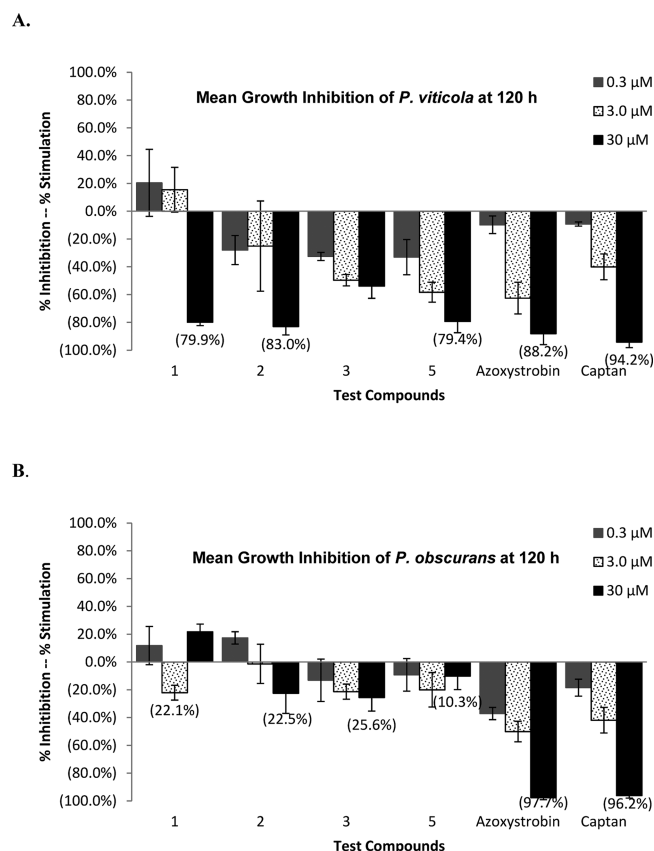 A.
100.0%
80.0%
60.0%
40.0%
20.0%
0.0%
(20.0%)
(40.0%)
(60.0%)
(80.0%)
(100.0%)
% Inhitibition -- % Stimulation
Mean Growth Inhibition of P. viticola at 120 h
0.3 µM
3.0 µM
30 µM
(79.9%) (83.0%) (79.4%) (88.2%) (94.2%)
1 2 3 5 Azoxystrobin Captan
Test Compounds
B.
100.0%
80.0%
60.0%
40.0%
20.0%
0.0%
(20.0%)
(40.0%)
(60.0%)
(80.0%)
(100.0%)
% Inhitibition -- % Stimulation
Mean Growth Inhibition of P. obscurans at 120 h
0.3 µM
3.0 µM
30 µM
(22.1%) (22.5%) (25.6%) (10.3%) (97.7%) (96.2%)
1 2 3 5 Azoxystrobin Captan
Test Compounds